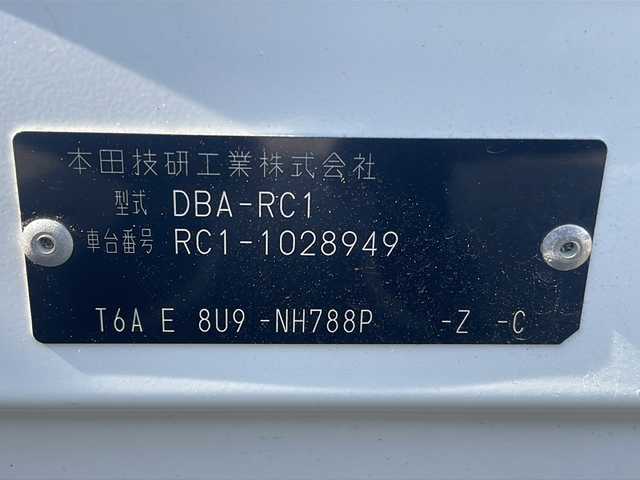 本田技研工業株式会社
型式 DBA-RC1
車台番号 RC1-1028949
T6A E 8U9 -NH788P -Z -C